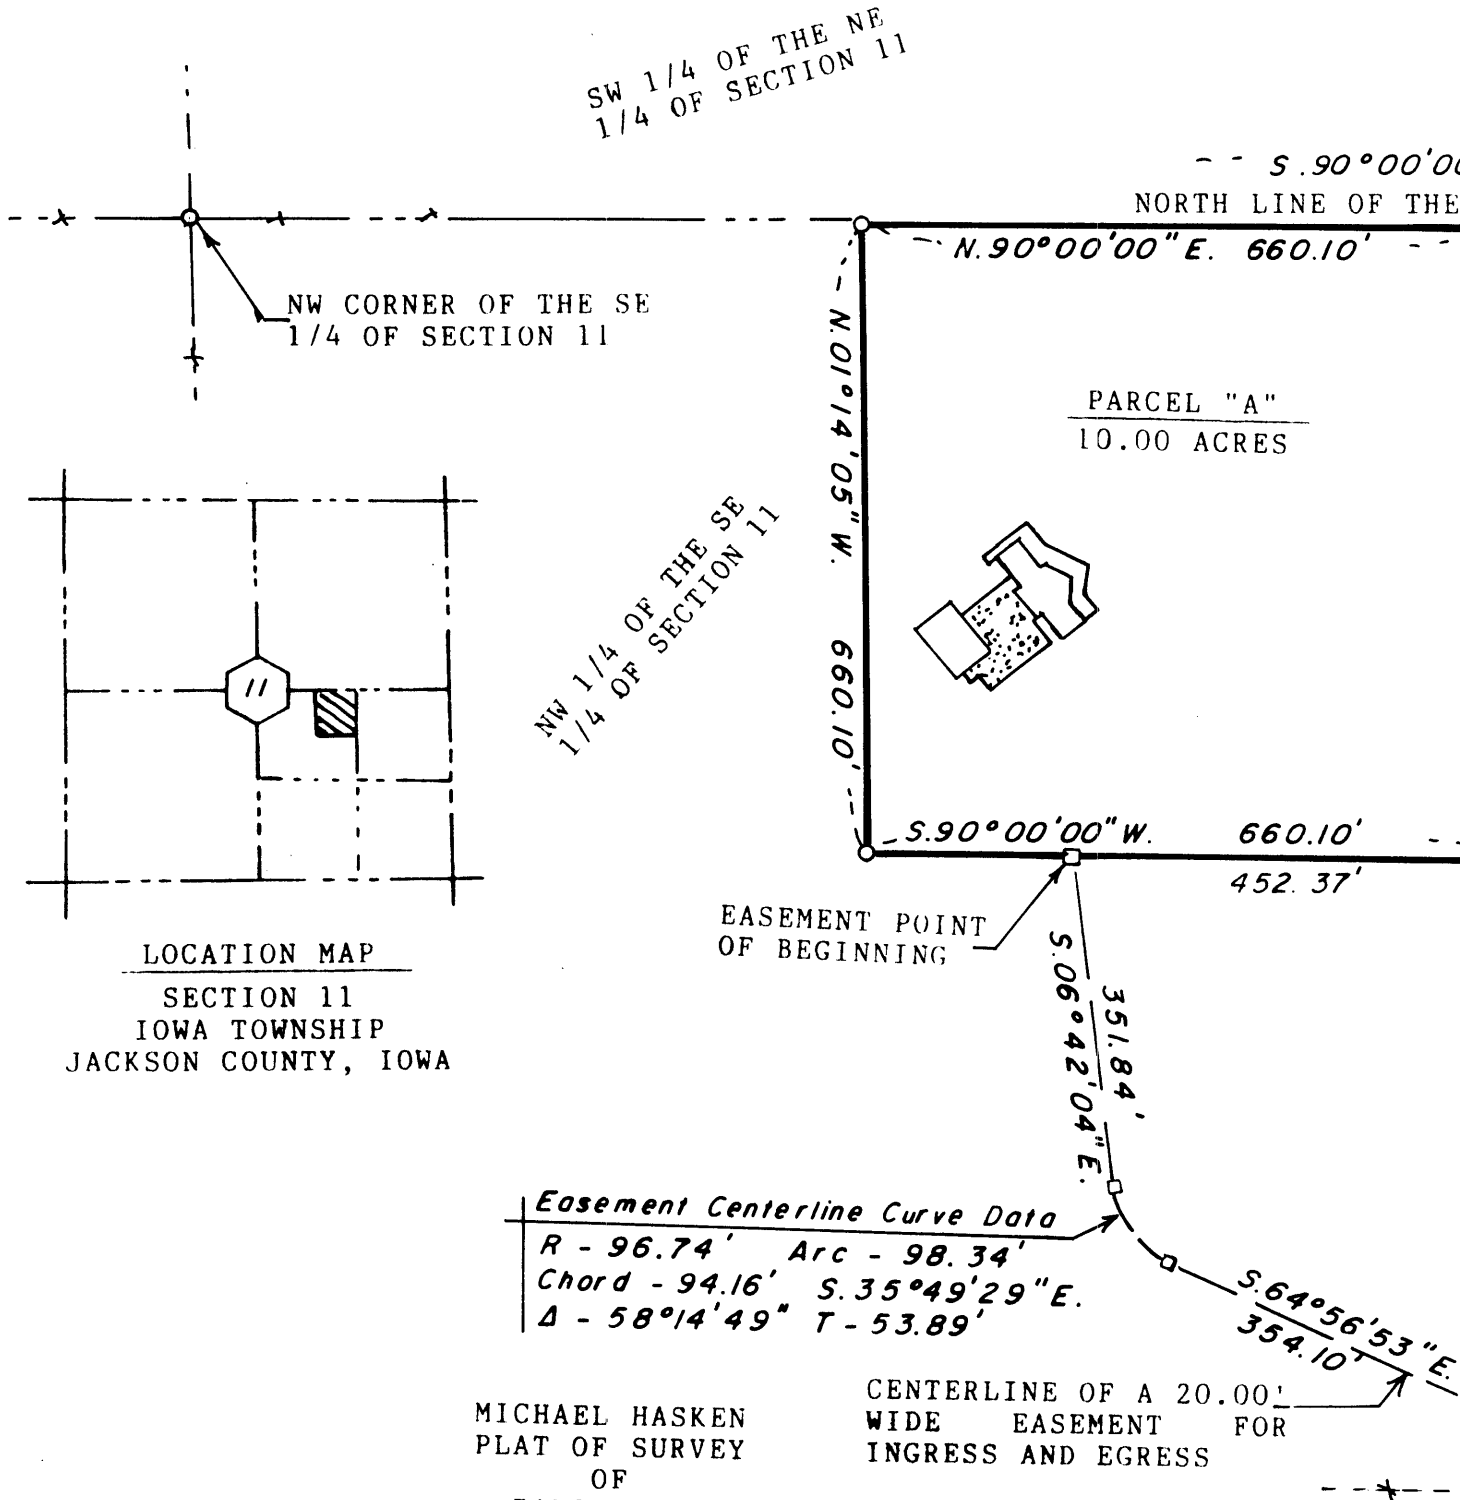 SW 1/4 OF THE NE
1/4 OF SECTION 11
S.90°00'00
NORTH LINE OF THE
N.90°00'00"E. 660.10'
NW CORNER OF THE SE
1/4 OF SECTION 11
N.01°14'05"W. 660.10'
PARCEL "A"
10.00 ACRES
NW 1/4 OF THE SE
1/4 OF SECTION 11
11
S.90°00'00"W. 660.10'
452.37'
EASEMENT POINT
OF BEGINNING
LOCATION MAP
SECTION 11
IOWA TOWNSHIP
JACKSON COUNTY, IOWA
351.84'
S.06°42'04"E.
Easement Centerline Curve Data
R - 96.74' Arc - 98.34'
Chord - 94.16' S.35°49'29"E.
Δ - 58°14'49" T - 53.89'
S.64°56'53"E.
354.10'
CENTERLINE OF A 20.00'
WIDE EASEMENT FOR
INGRESS AND EGRESS
MICHAEL HASKEN
PLAT OF SURVEY
OF